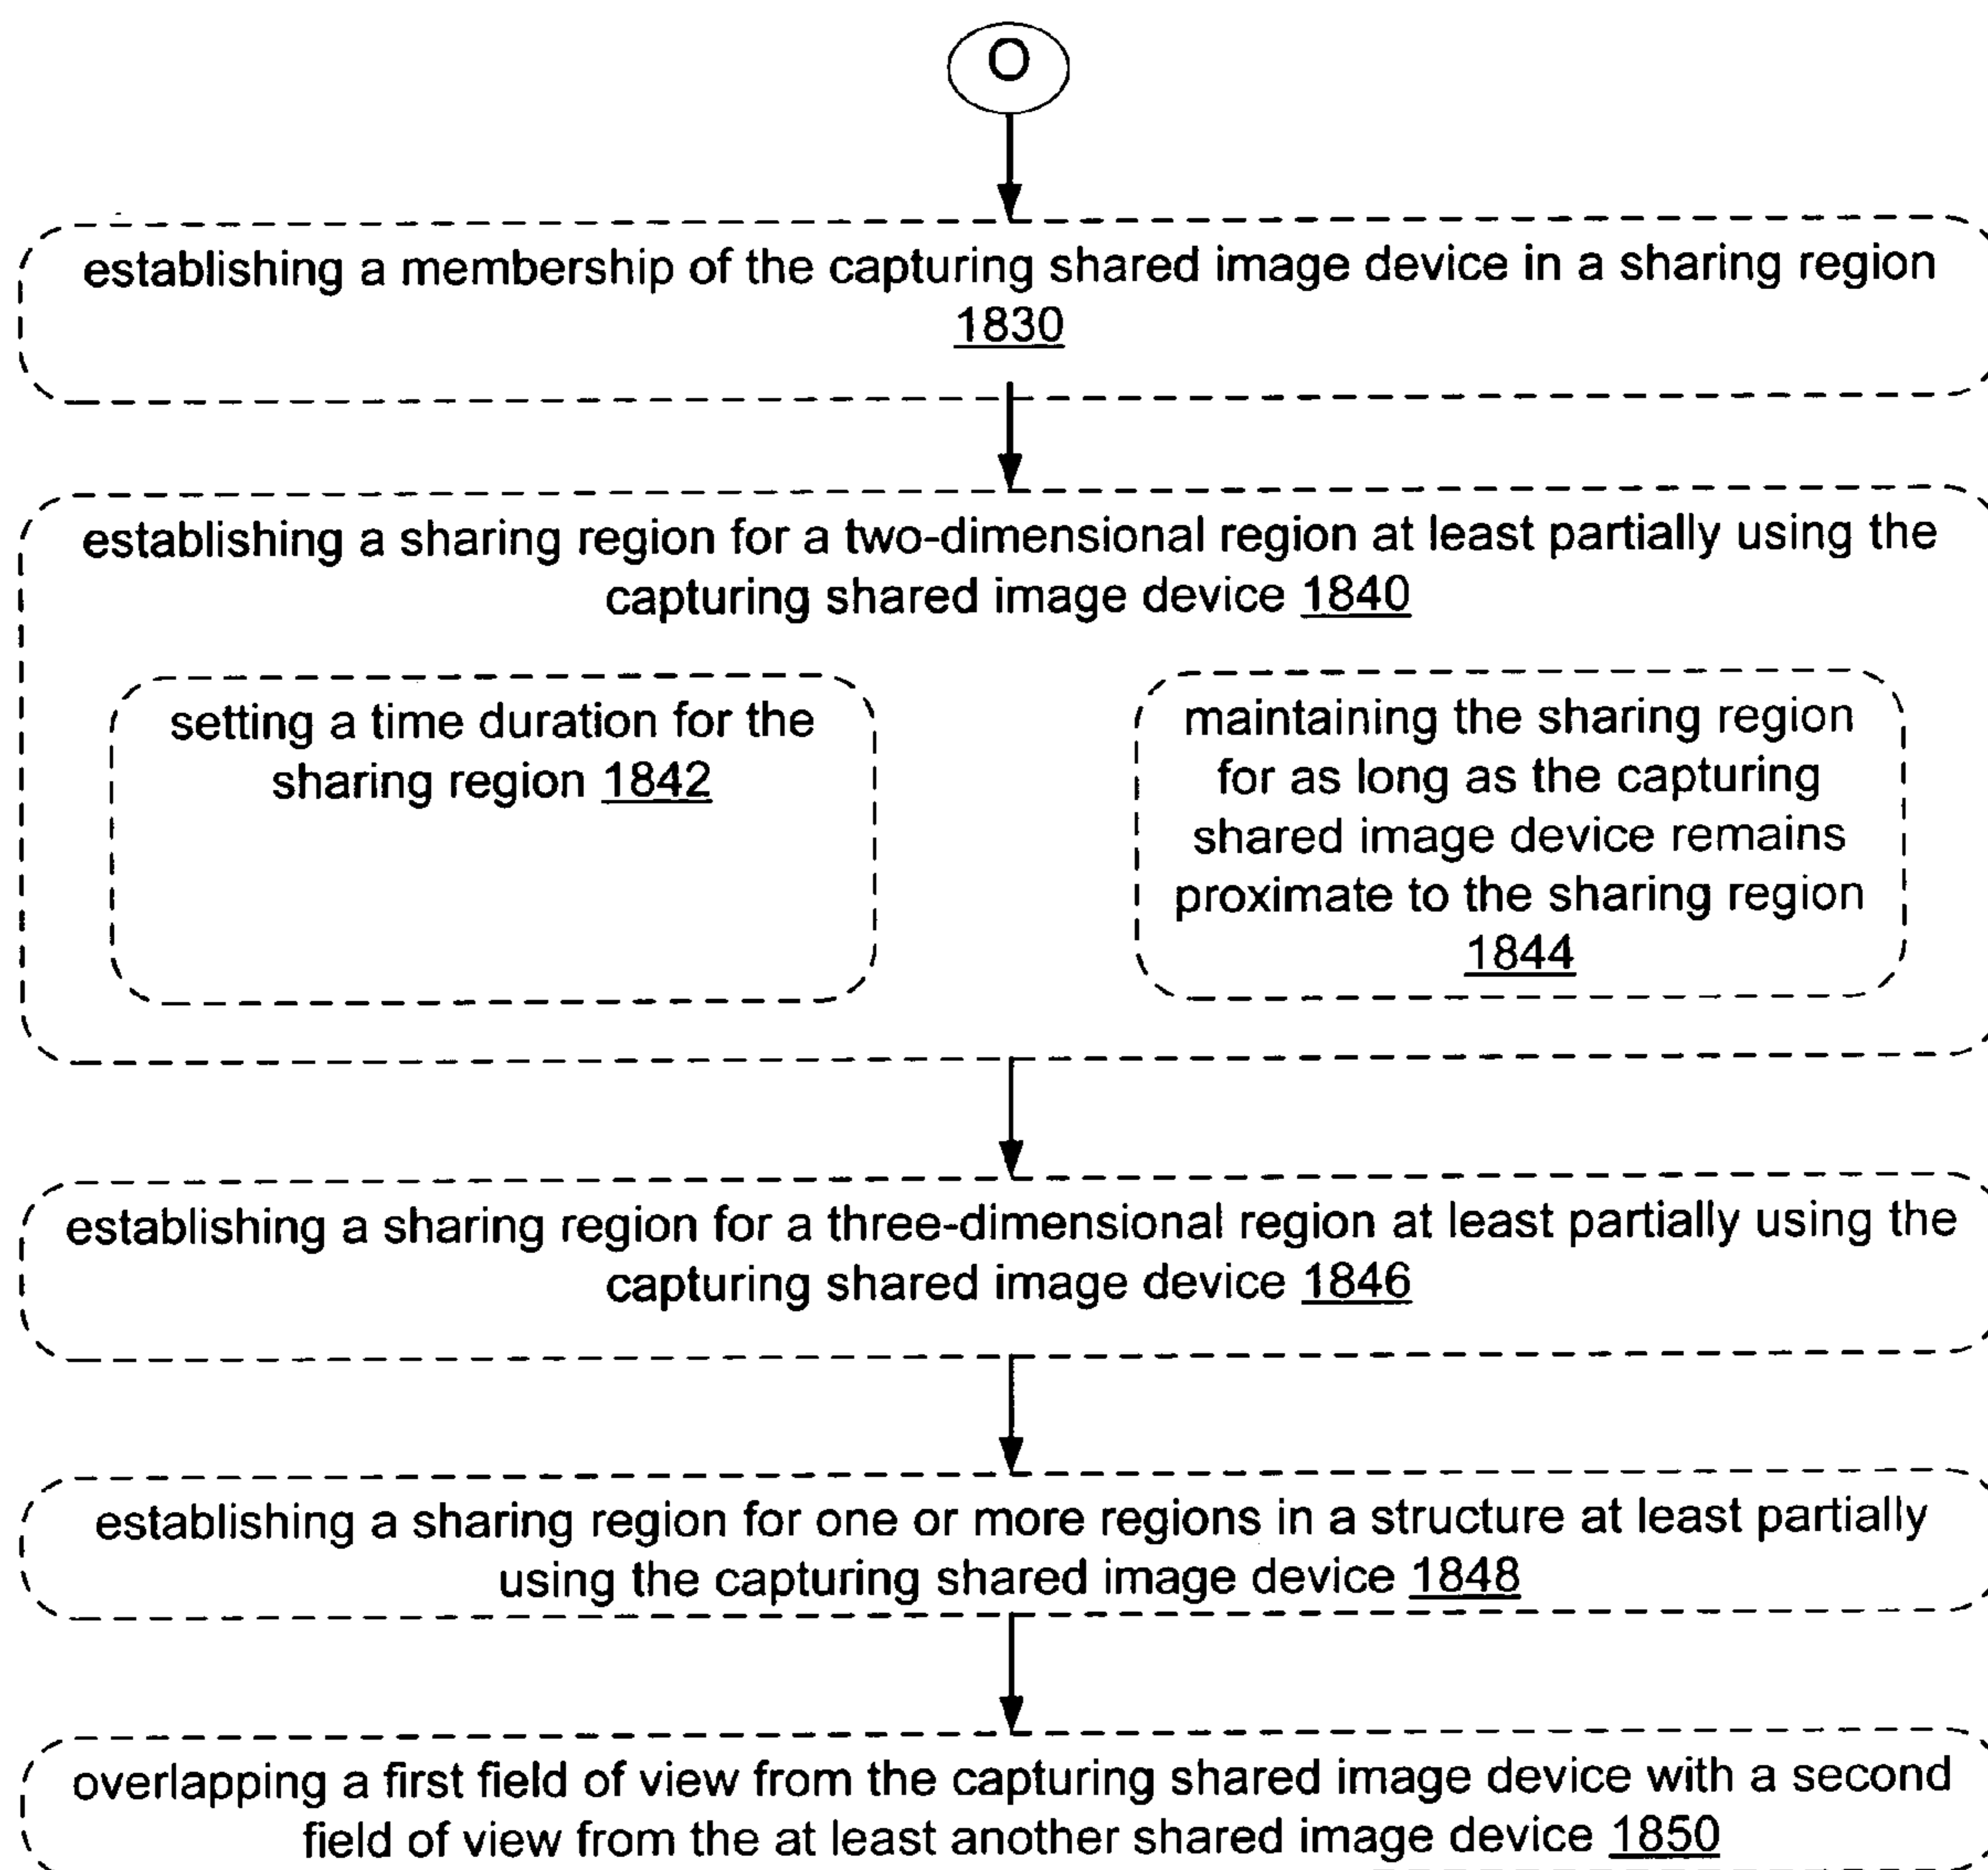 O
establishing a membership of the capturing shared image device in a sharing region
1830
establishing a sharing region for a two-dimensional region at least partially using the
capturing shared image device 1840
setting a time duration for the
sharing region 1842
maintaining the sharing region
for as long as the capturing
shared image device remains
proximate to the sharing region
1844
establishing a sharing region for a three-dimensional region at least partially using the
capturing shared image device 1846
establishing a sharing region for one or more regions in a structure at least partially
using the capturing shared image device 1848
overlapping a first field of view from the capturing shared image device with a second
field of view from the at least another shared image device 1850